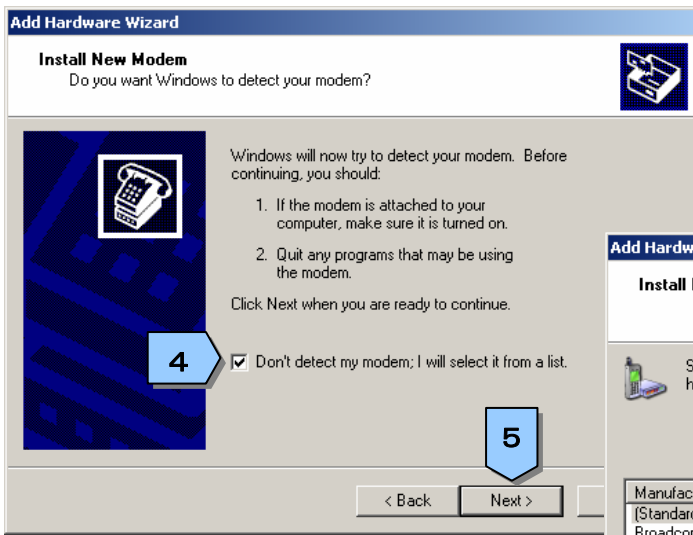 Add Hardware Wizard
Install New Modem
Do you want Windows to detect your modem?
Windows will now try to detect your modem. Before
continuing, you should:
1. If the modem is attached to your
computer, make sure it is turned on.
2. Quit any programs that may be using
the modem.
Click Next when you are ready to continue.
4
Don't detect my modem; I will select it from a list.
5
< Back
Next >
Add Hardw
Install
S
h
Manufac
(Standard
Broadcor